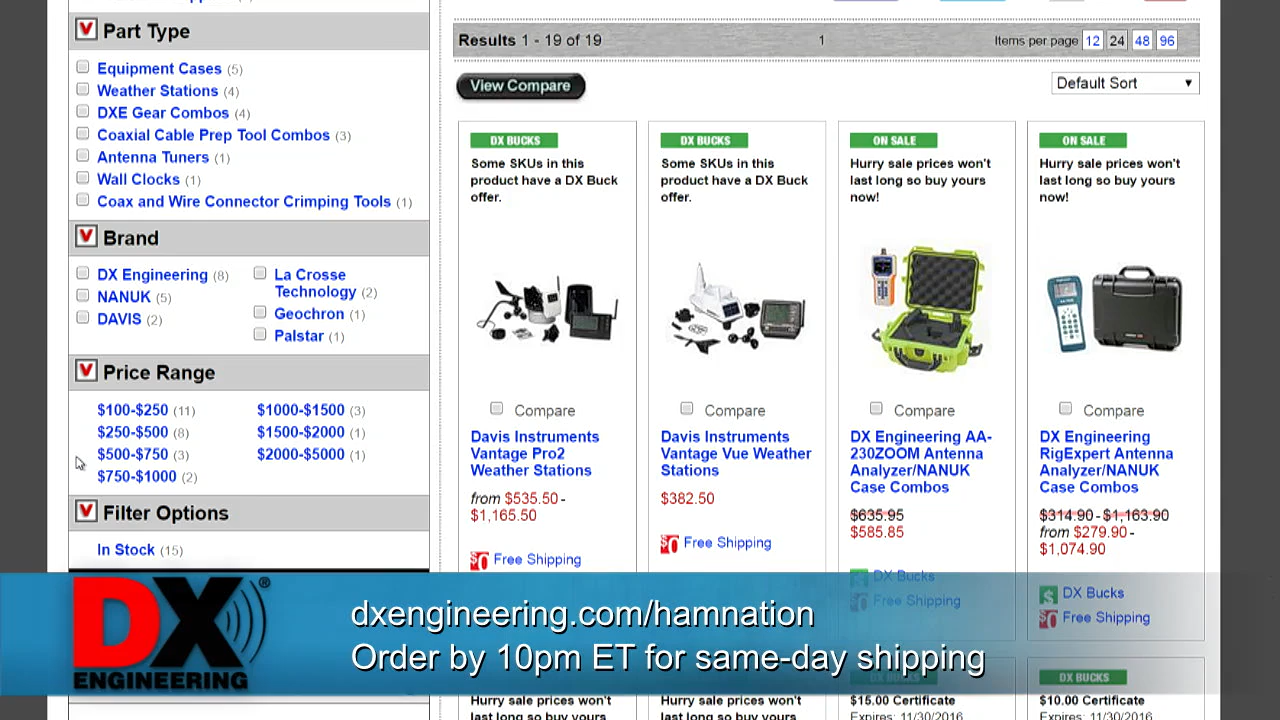 Part Type
Equipment Cases (5)
Weather Stations (4)
DXE Gear Combos (4)
Coaxial Cable Prep Tool Combos (3)
Antenna Tuners (1)
Wall Clocks (1)
Coax and Wire Connector Crimping Tools (1)
Brand
DX Engineering (8)
NANUK (5)
DAVIS (2)
La Crosse
Technology (2)
Geochron (1)
Palstar (1)
Price Range
$100-$250 (11)
$250-$500 (8)
$500-$750 (3)
$750-$1000 (2)
$1000-$1500 (3)
$1500-$2000 (1)
$2000-$5000 (1)
Filter Options
In Stock (15)
Results 1 - 19 of 19
1
Items per page 12 24 48 96
View Compare
Default Sort
DX BUCKS
Some SKUs in this
product have a DX Buck
offer.
Compare
Davis Instruments
Vantage Pro2
Weather Stations
from $535.50 -
$1,165.50
$0 Free Shipping
DX BUCKS
Some SKUs in this
product have a DX Buck
offer.
Compare
Davis Instruments
Vantage Vue Weather
Stations
$382.50
$0 Free Shipping
ON SALE
Hurry sale prices won't
last long so buy yours
now!
Compare
DX Engineering AA-
230ZOOM Antenna
Analyzer/NANUK
Case Combos
$635.95
$585.85
$ DX Bucks
$0 Free Shipping
ON SALE
Hurry sale prices won't
last long so buy yours
now!
Compare
DX Engineering
RigExpert Antenna
Analyzer/NANUK
Case Combos
$314.90 - $1,163.90
from $279.90 -
$1,074.90
$ DX Bucks
$0 Free Shipping
DX®
ENGINEERING
dxengineering.com/hamnation
Order by 10pm ET for same-day shipping
Hurry sale prices won't
last long so buy yours
Hurry sale prices won't
last long so buy yours
DX BUCKS
$15.00 Certificate
Expires: 11/30/2016
DX BUCKS
$10.00 Certificate
Expires: 11/30/2016